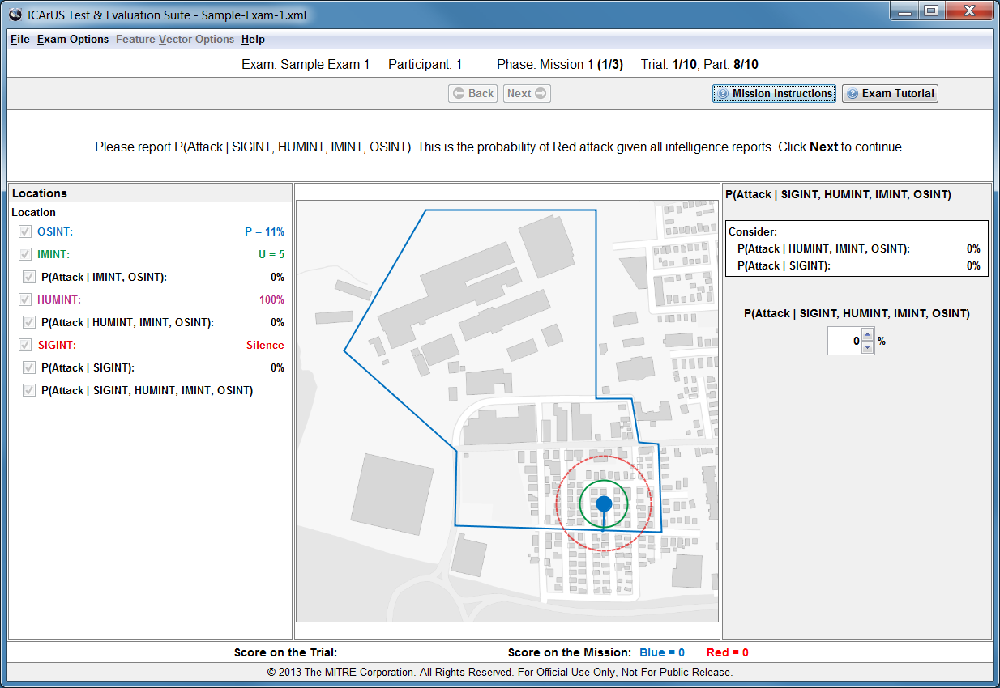 ICArUS Test & Evaluation Suite - Sample-Exam-1.xml
File Exam Options Feature Vector Options Help
Exam: Sample Exam 1 Participant: 1 Phase: Mission 1 (1/3) Trial: 1/10, Part: 8/10
Back Next Mission Instructions Exam Tutorial
Please report P(Attack | SIGINT, HUMINT, IMINT, OSINT). This is the probability of Red attack given all intelligence reports. Click Next to continue.
Locations
Location
OSINT: P = 11%
IMINT: U = 5
P(Attack | IMINT, OSINT): 0%
HUMINT: 100%
P(Attack | HUMINT, IMINT, OSINT): 0%
SIGINT: Silence
P(Attack | SIGINT): 0%
P(Attack | SIGINT, HUMINT, IMINT, OSINT)
P(Attack | SIGINT, HUMINT, IMINT, OSINT)
Consider:
P(Attack | HUMINT, IMINT, OSINT): 0%
P(Attack | SIGINT): 0%
P(Attack | SIGINT, HUMINT, IMINT, OSINT)
0 %
Score on the Trial: Score on the Mission: Blue = 0 Red = 0
© 2013 The MITRE Corporation. All Rights Reserved. For Official Use Only, Not For Public Release.